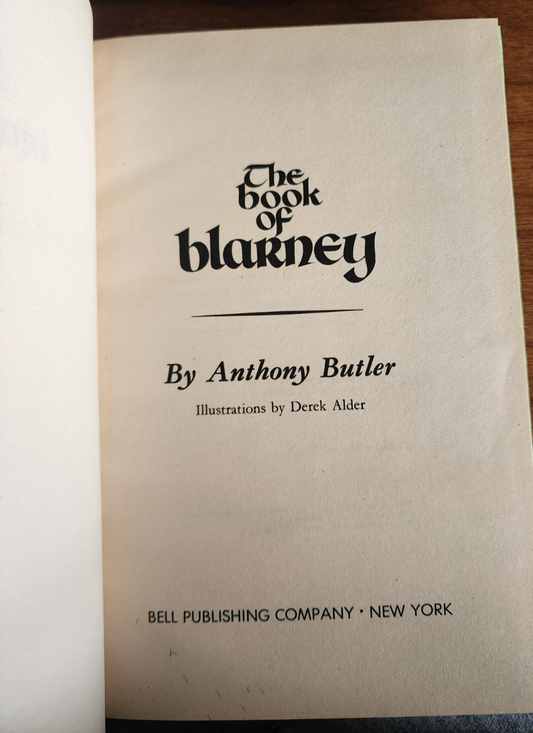 The
book
of
blarney
By Anthony Butler
Illustrations by Derek Alder
BELL PUBLISHING COMPANY • NEW YORK